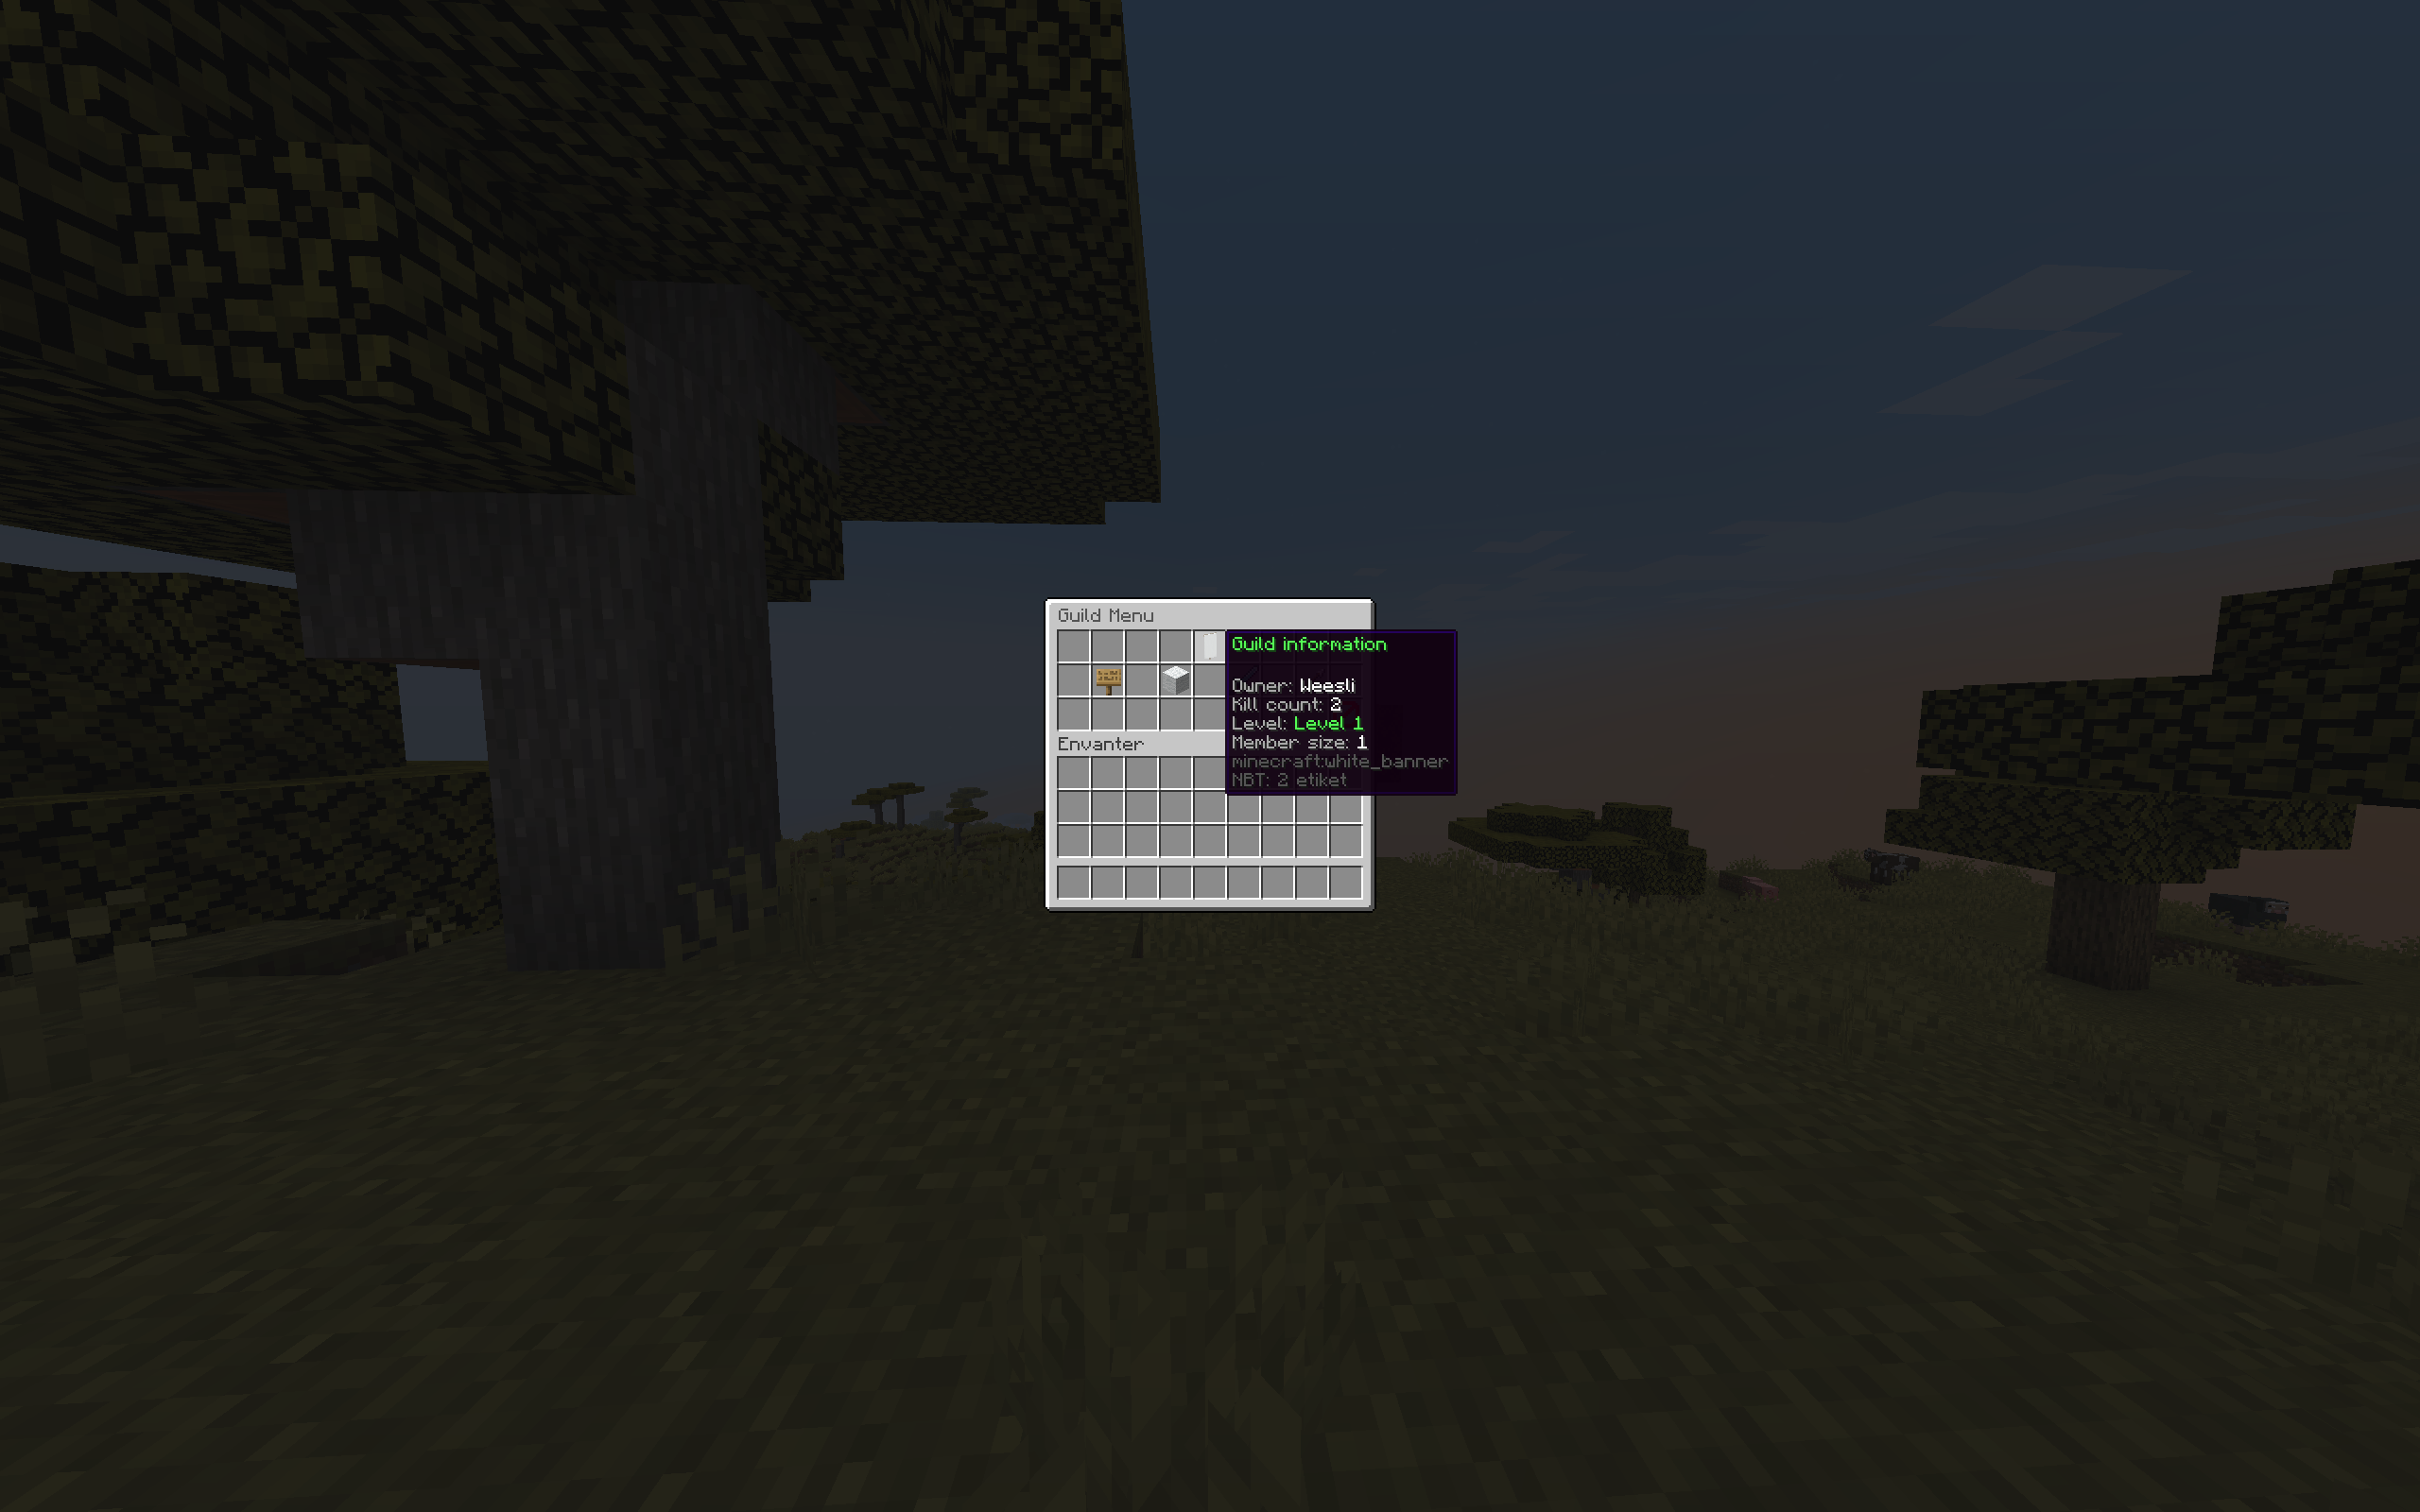 Guild Menu
Guild information
Owner: Weesli
Kill count: 2
Level: Level 1
Member size: 1
Envanter
minecraft:white_banner
NBT: 2 etiket